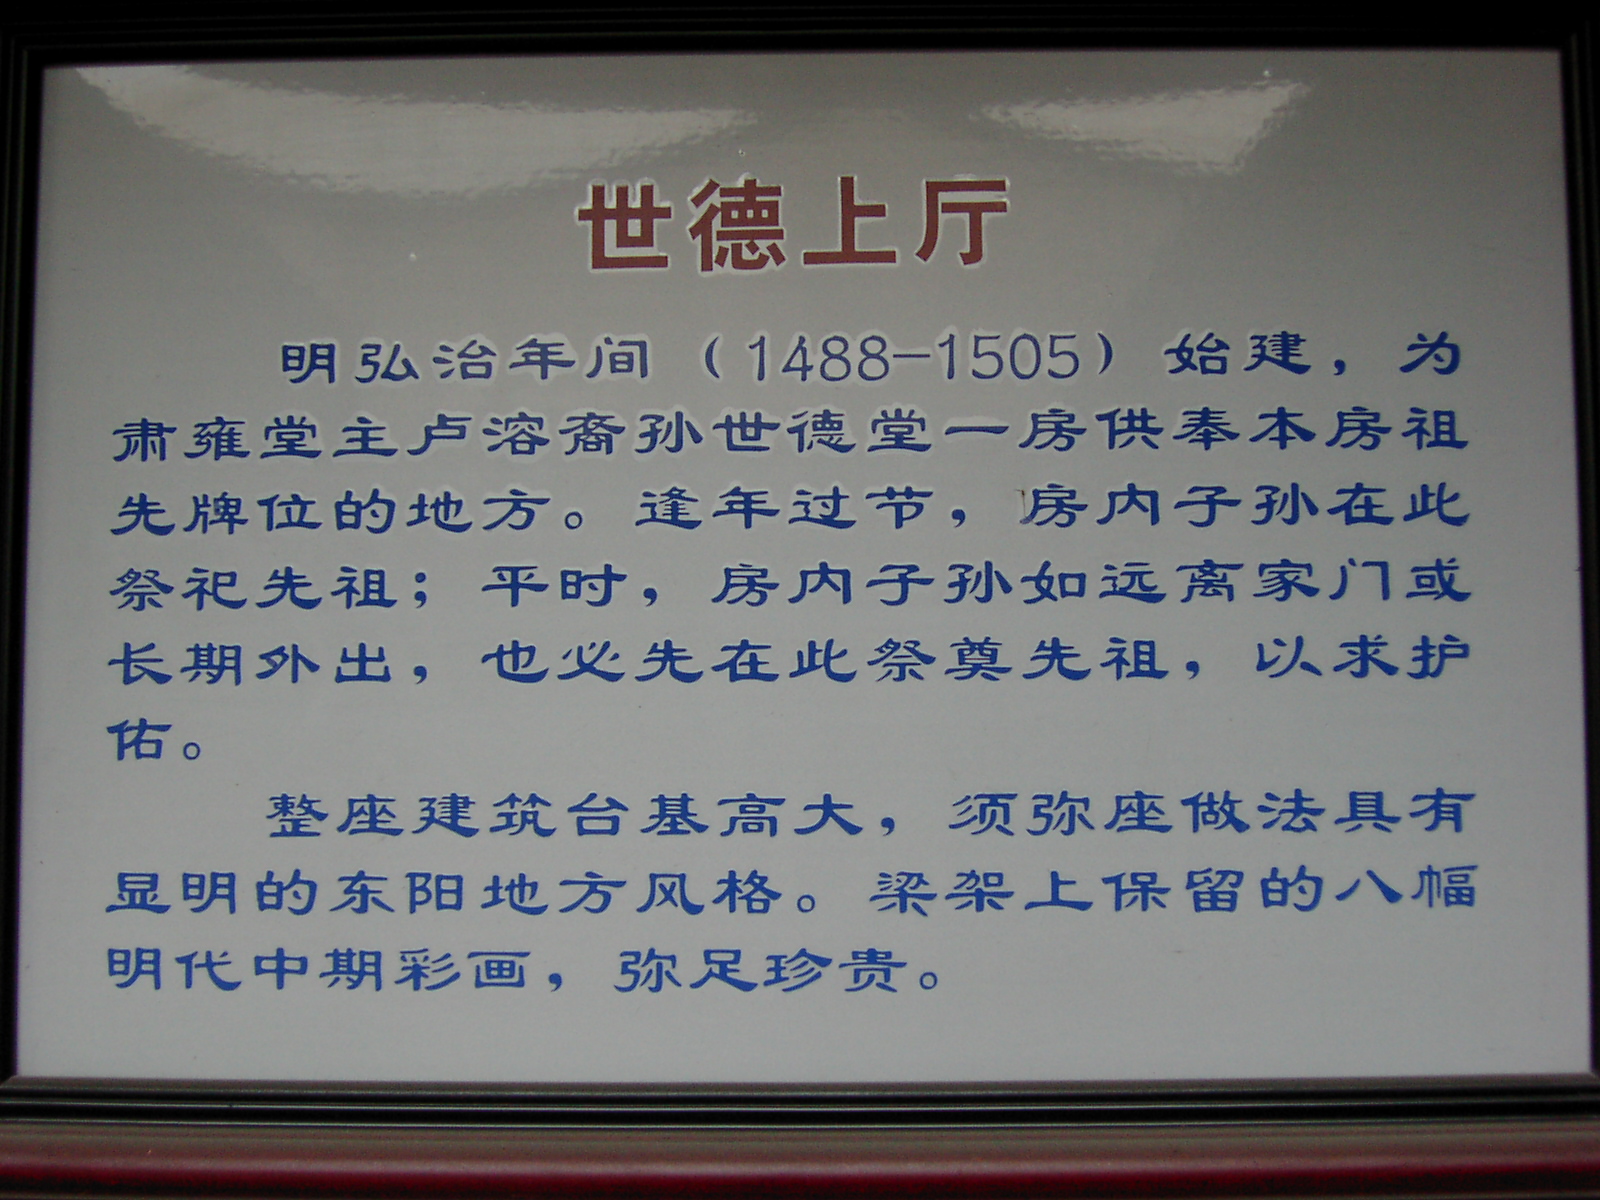 世德上厅
明弘治年间（1488-1505）始建，为
肃雍堂主卢溶裔孙世德堂一房供奉本房祖
先牌位的地方。逢年过节，房内子孙在此
祭祀先祖；平时，房内子孙如远离家门或
长期外出，也必先在此祭奠先祖，以求护
佑。
整座建筑台基高大，须弥座做法具有
显明的东阳地方风格。梁架上保留的八幅
明代中期彩画，弥足珍贵。